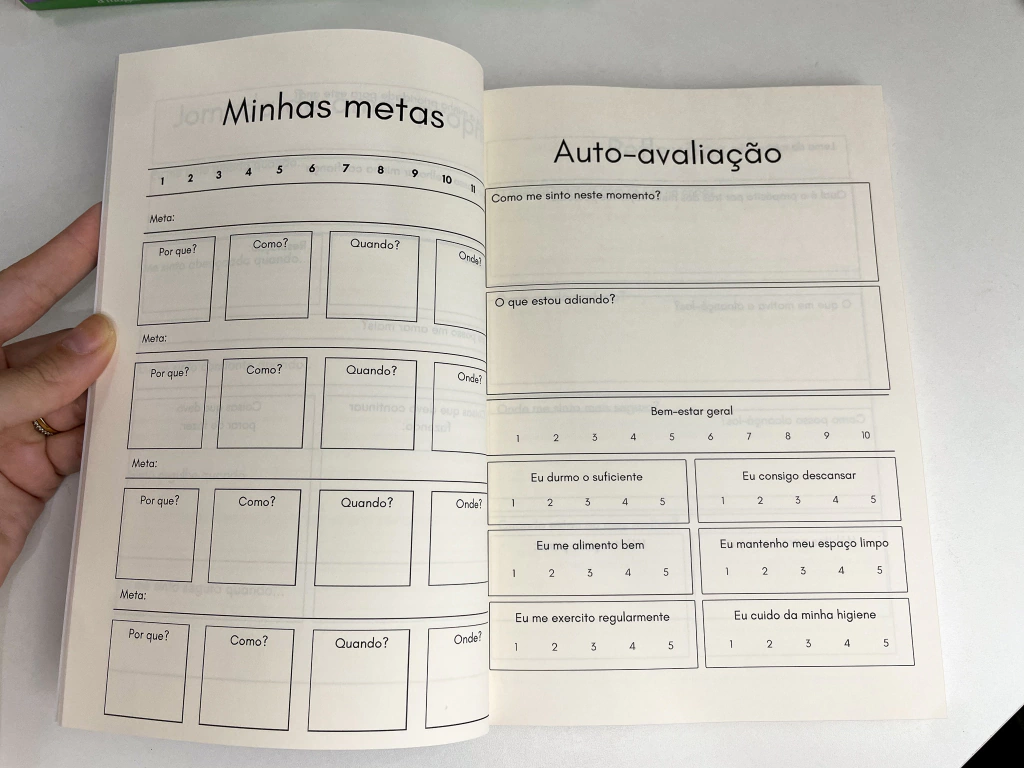 Minhas metas
1 2 3 4 5 6 7 8 9 10 11
Meta:
Por que? Como? Quando? Onde?
Meta:
Por que? Como? Quando? Onde?
Meta:
Por que? Como? Quando? Onde?
Meta:
Por que? Como? Quando? Onde?
Auto-avaliação
Como me sinto neste momento?
O que estou adiando?
Bem-estar geral
1 2 3 4 5 6 7 8 9 10
Eu durmo o suficiente
1 2 3 4 5
Eu consigo descansar
1 2 3 4 5
Eu me alimento bem
1 2 3 4 5
Eu mantenho meu espaço limpo
1 2 3 4 5
Eu me exercito regularmente
1 2 3 4 5
Eu cuido da minha higiene
1 2 3 4 5